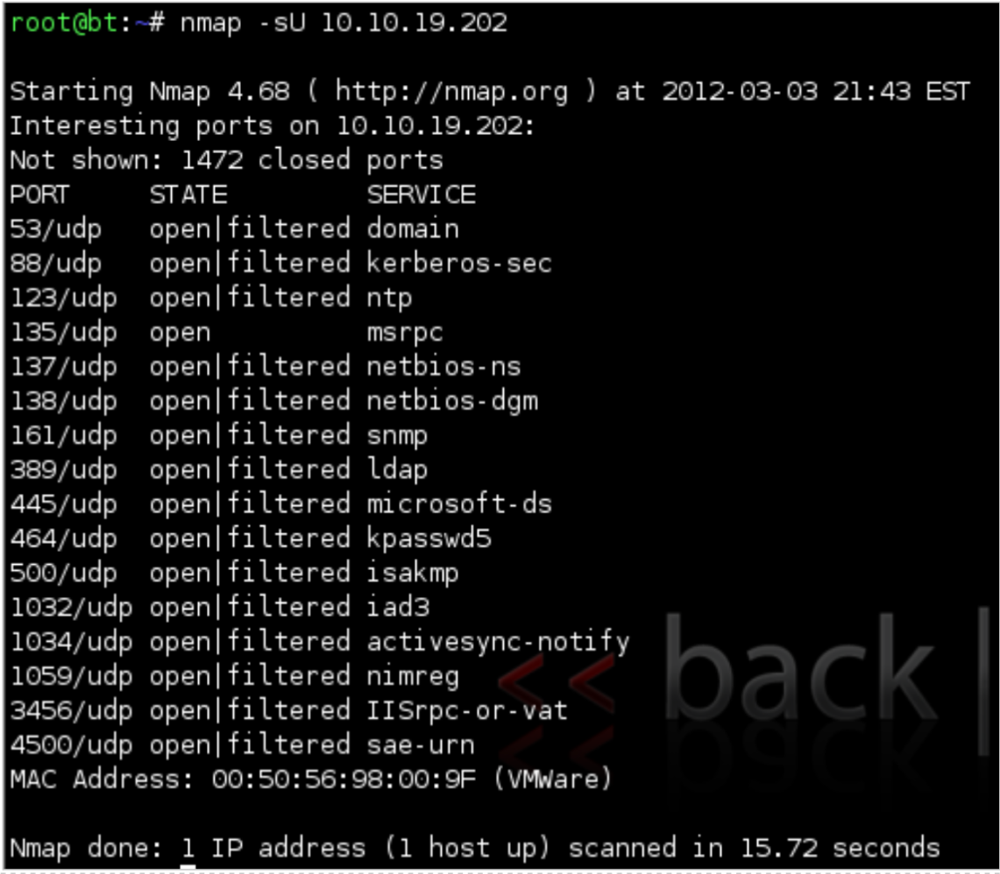 root@bt:~# nmap -sU 10.10.19.202
Starting Nmap 4.68 ( http://nmap.org ) at 2012-03-03 21:43 EST
Interesting ports on 10.10.19.202:
Not shown: 1472 closed ports
PORT     STATE         SERVICE
53/udp   open|filtered domain
88/udp   open|filtered kerberos-sec
123/udp  open|filtered ntp
135/udp  open          msrpc
137/udp  open|filtered netbios-ns
138/udp  open|filtered netbios-dgm
161/udp  open|filtered snmp
389/udp  open|filtered ldap
445/udp  open|filtered microsoft-ds
464/udp  open|filtered kpasswd5
500/udp  open|filtered isakmp
1032/udp open|filtered iad3
1034/udp open|filtered activesync-notify
1059/udp open|filtered nimreg
3456/udp open|filtered IISrpc-or-vat
4500/udp open|filtered sae-urn
MAC Address: 00:50:56:98:00:9F (VMWare)
Nmap done: 1 IP address (1 host up) scanned in 15.72 seconds
<< back |